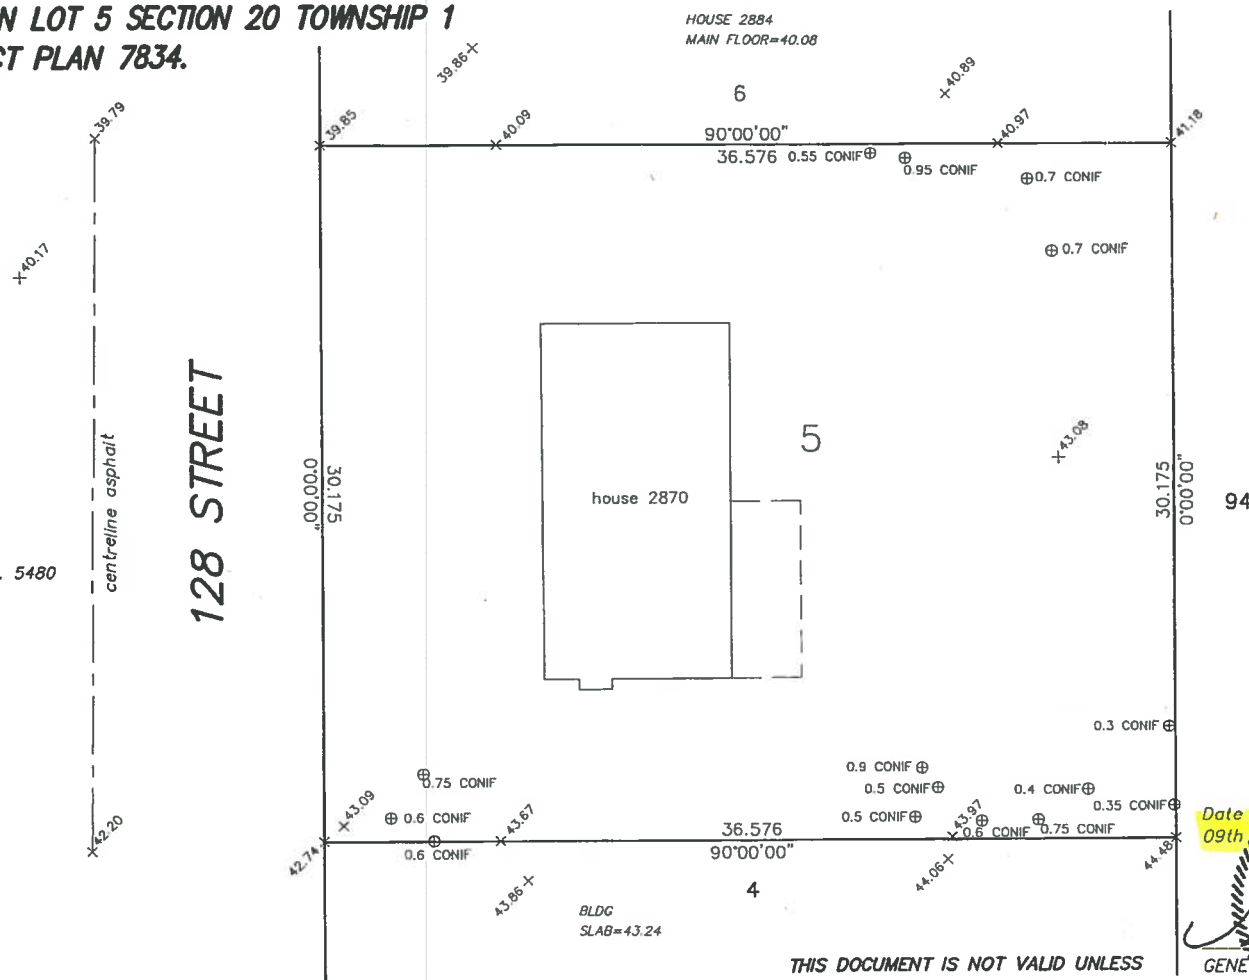 N LOT 5 SECTION 20 TOWNSHIP 1
CT PLAN 7834.
HOUSE 2884
MAIN FLOOR=40.08
39.86
40.89
6
39.79
39.85
40.09
90°00'00"
40.97
41.18
36.576
0.55 CONIF
0.95 CONIF
0.7 CONIF
0.7 CONIF
40.17
128 STREET
centreline asphalt
5
43.08
house 2870
30.175
0°00'00"
30.175
0°00'00"
94
. 5480
0.3 CONIF
0.9 CONIF
0.75 CONIF
0.5 CONIF
0.4 CONIF
43.09
0.6 CONIF
43.67
0.5 CONIF
43.97
0.35 CONIF
Date
09th
36.576
0.6 CONIF
0.75 CONIF
42.20
42.74
0.6 CONIF
90°00'00"
44.06
44.48
43.86
4
BLDG
SLAB=43.24
THIS DOCUMENT IS NOT VALID UNLESS
GENE